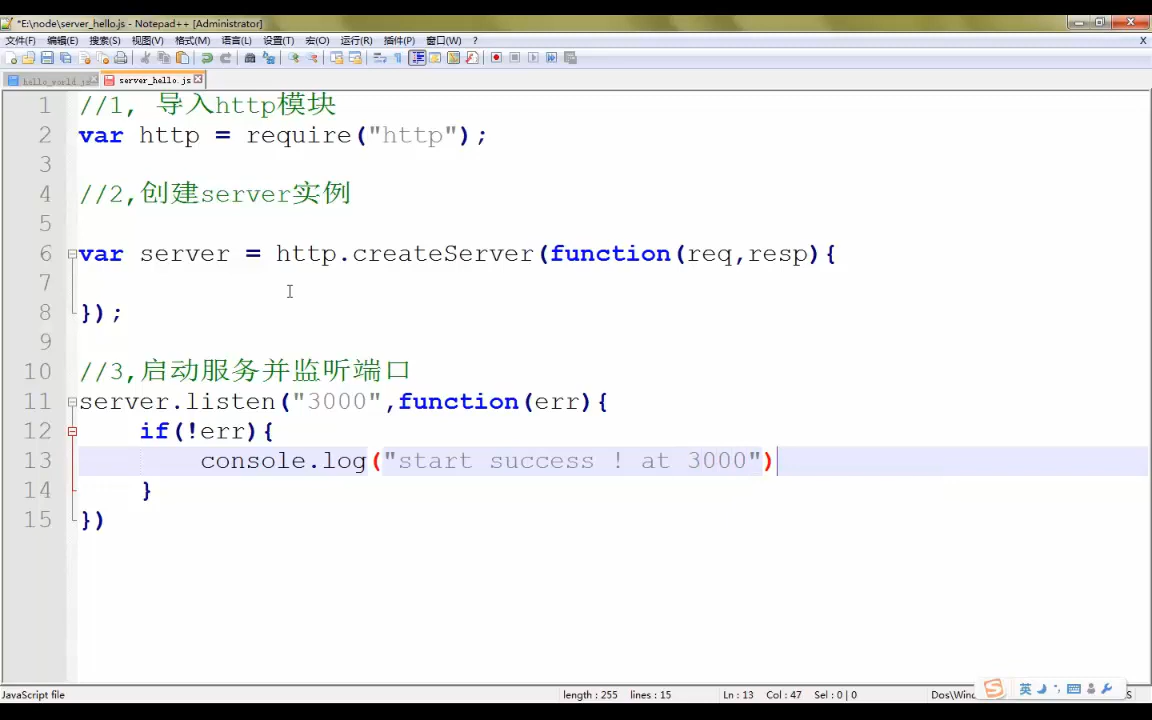 *E:\node\server_hello.js - Notepad++ [Administrator]
文件(F) 编辑(E) 搜索(S) 视图(V) 格式(M) 语言(L) 设置(T) 宏(O) 运行(R) 插件(P) 窗口(W) ? X
hello_world.js server_hello.js
1 //1, 导入http模块
2 var http = require("http");
3
4 //2,创建server实例
5
6 var server = http.createServer(function(req,resp){
7
8 });
9
10 //3,启动服务并监听端口
11 server.listen("3000",function(err){
12 if(!err){
13 console.log("start success ! at 3000")
14 }
15 })
JavaScript file length : 255 lines : 15 Ln : 13 Col : 47 Sel : 0 | 0 Dos\Winc 英 S